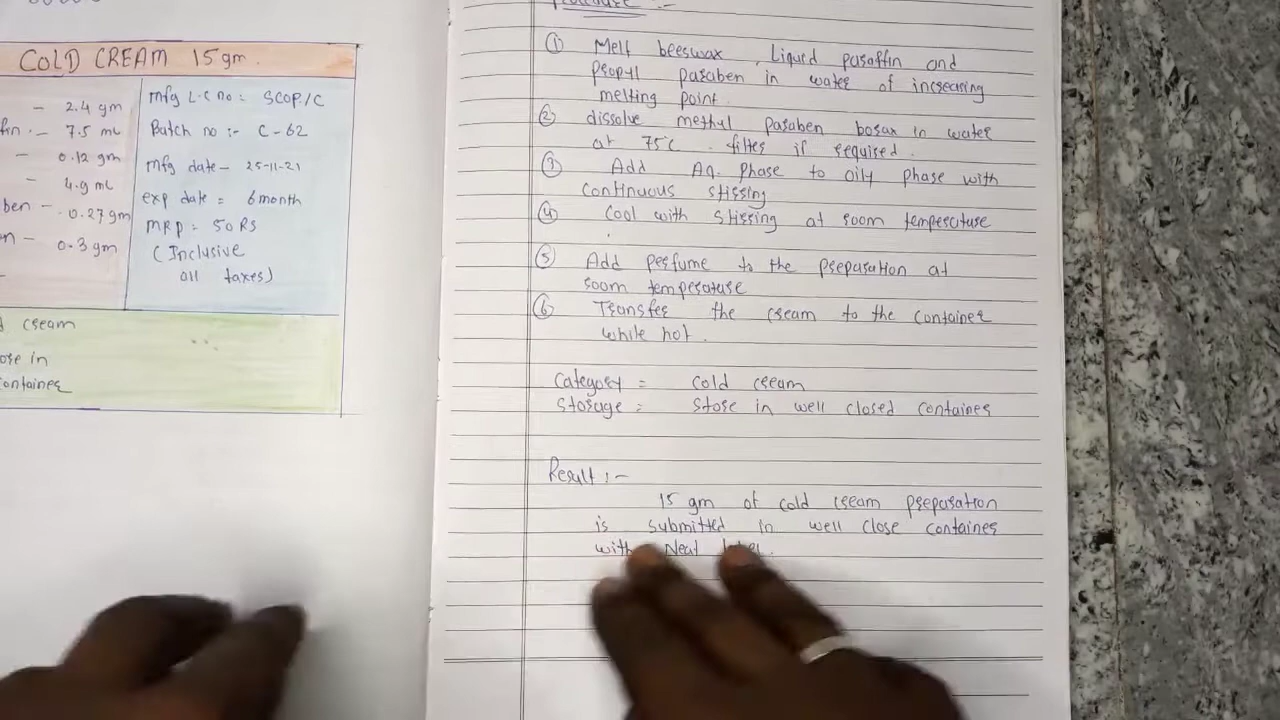 COLD CREAM 15 gm.
- 2.4 gm
fin. - 7.5 mL
- 0.12 gm
- 4.9 mL
ben - 0.27 gm
n - 0.3 gm
mfg L.C no = SCOP/C
Batch no :- C-62
mfg date - 25-11-21
exp date = 6 month
MRP = 50 RS
(Inclusive
all taxes)
d cream
ore in
container
① Melt beeswax, Liquid paraffin and
propyl paraben in water of increasing
melting point.
② dissolve methyl paraben borax in water
at 75°C. filter if required.
③ Add Aq. Phase to oily phase with
continuous stirring
④ Cool with stirring at room temperature
⑤ Add perfume to the preparation at
room temperature
⑥ Transfer the cream to the container
while hot.
Category = cold cream
Storage = store in well closed container
Result :-
15 gm of cold cream preparation
is submitted in well close container
with Neat